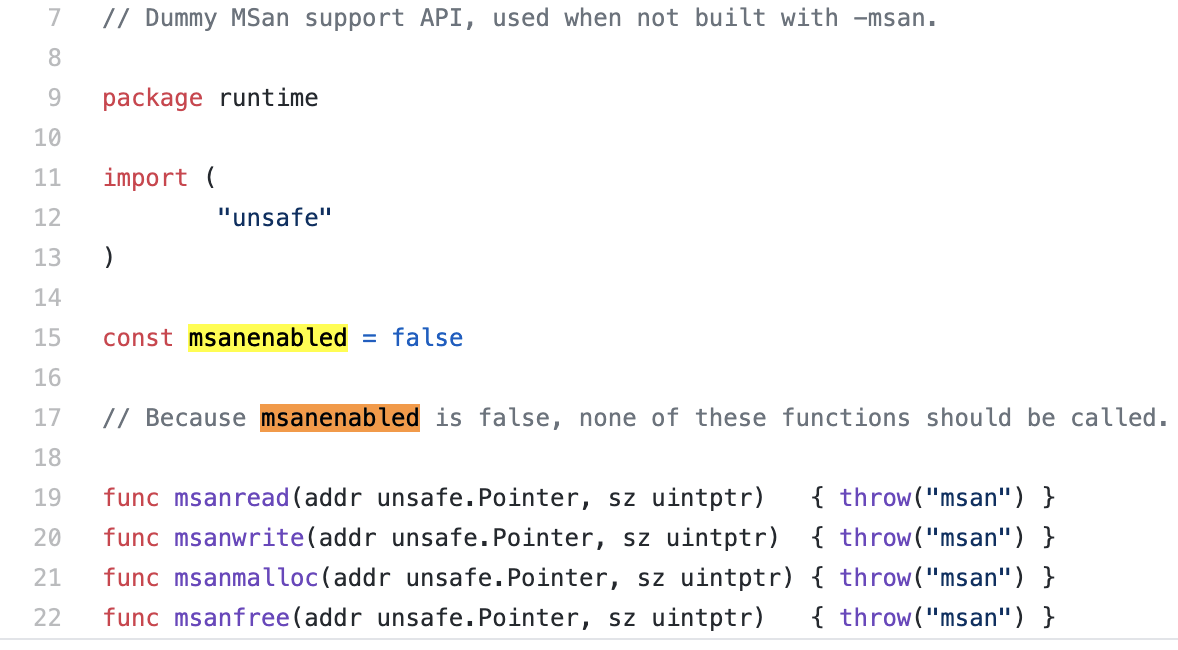 7 // Dummy MSan support API, used when not built with -msan.
8
9 package runtime
10
11 import (
12 "unsafe"
13 )
14
15 const msanenabled = false
16
17 // Because msanenabled is false, none of these functions should be called.
18
19 func msanread(addr unsafe.Pointer, sz uintptr)   { throw("msan") }
20 func msanwrite(addr unsafe.Pointer, sz uintptr)  { throw("msan") }
21 func msanmalloc(addr unsafe.Pointer, sz uintptr) { throw("msan") }
22 func msanfree(addr unsafe.Pointer, sz uintptr)   { throw("msan") }